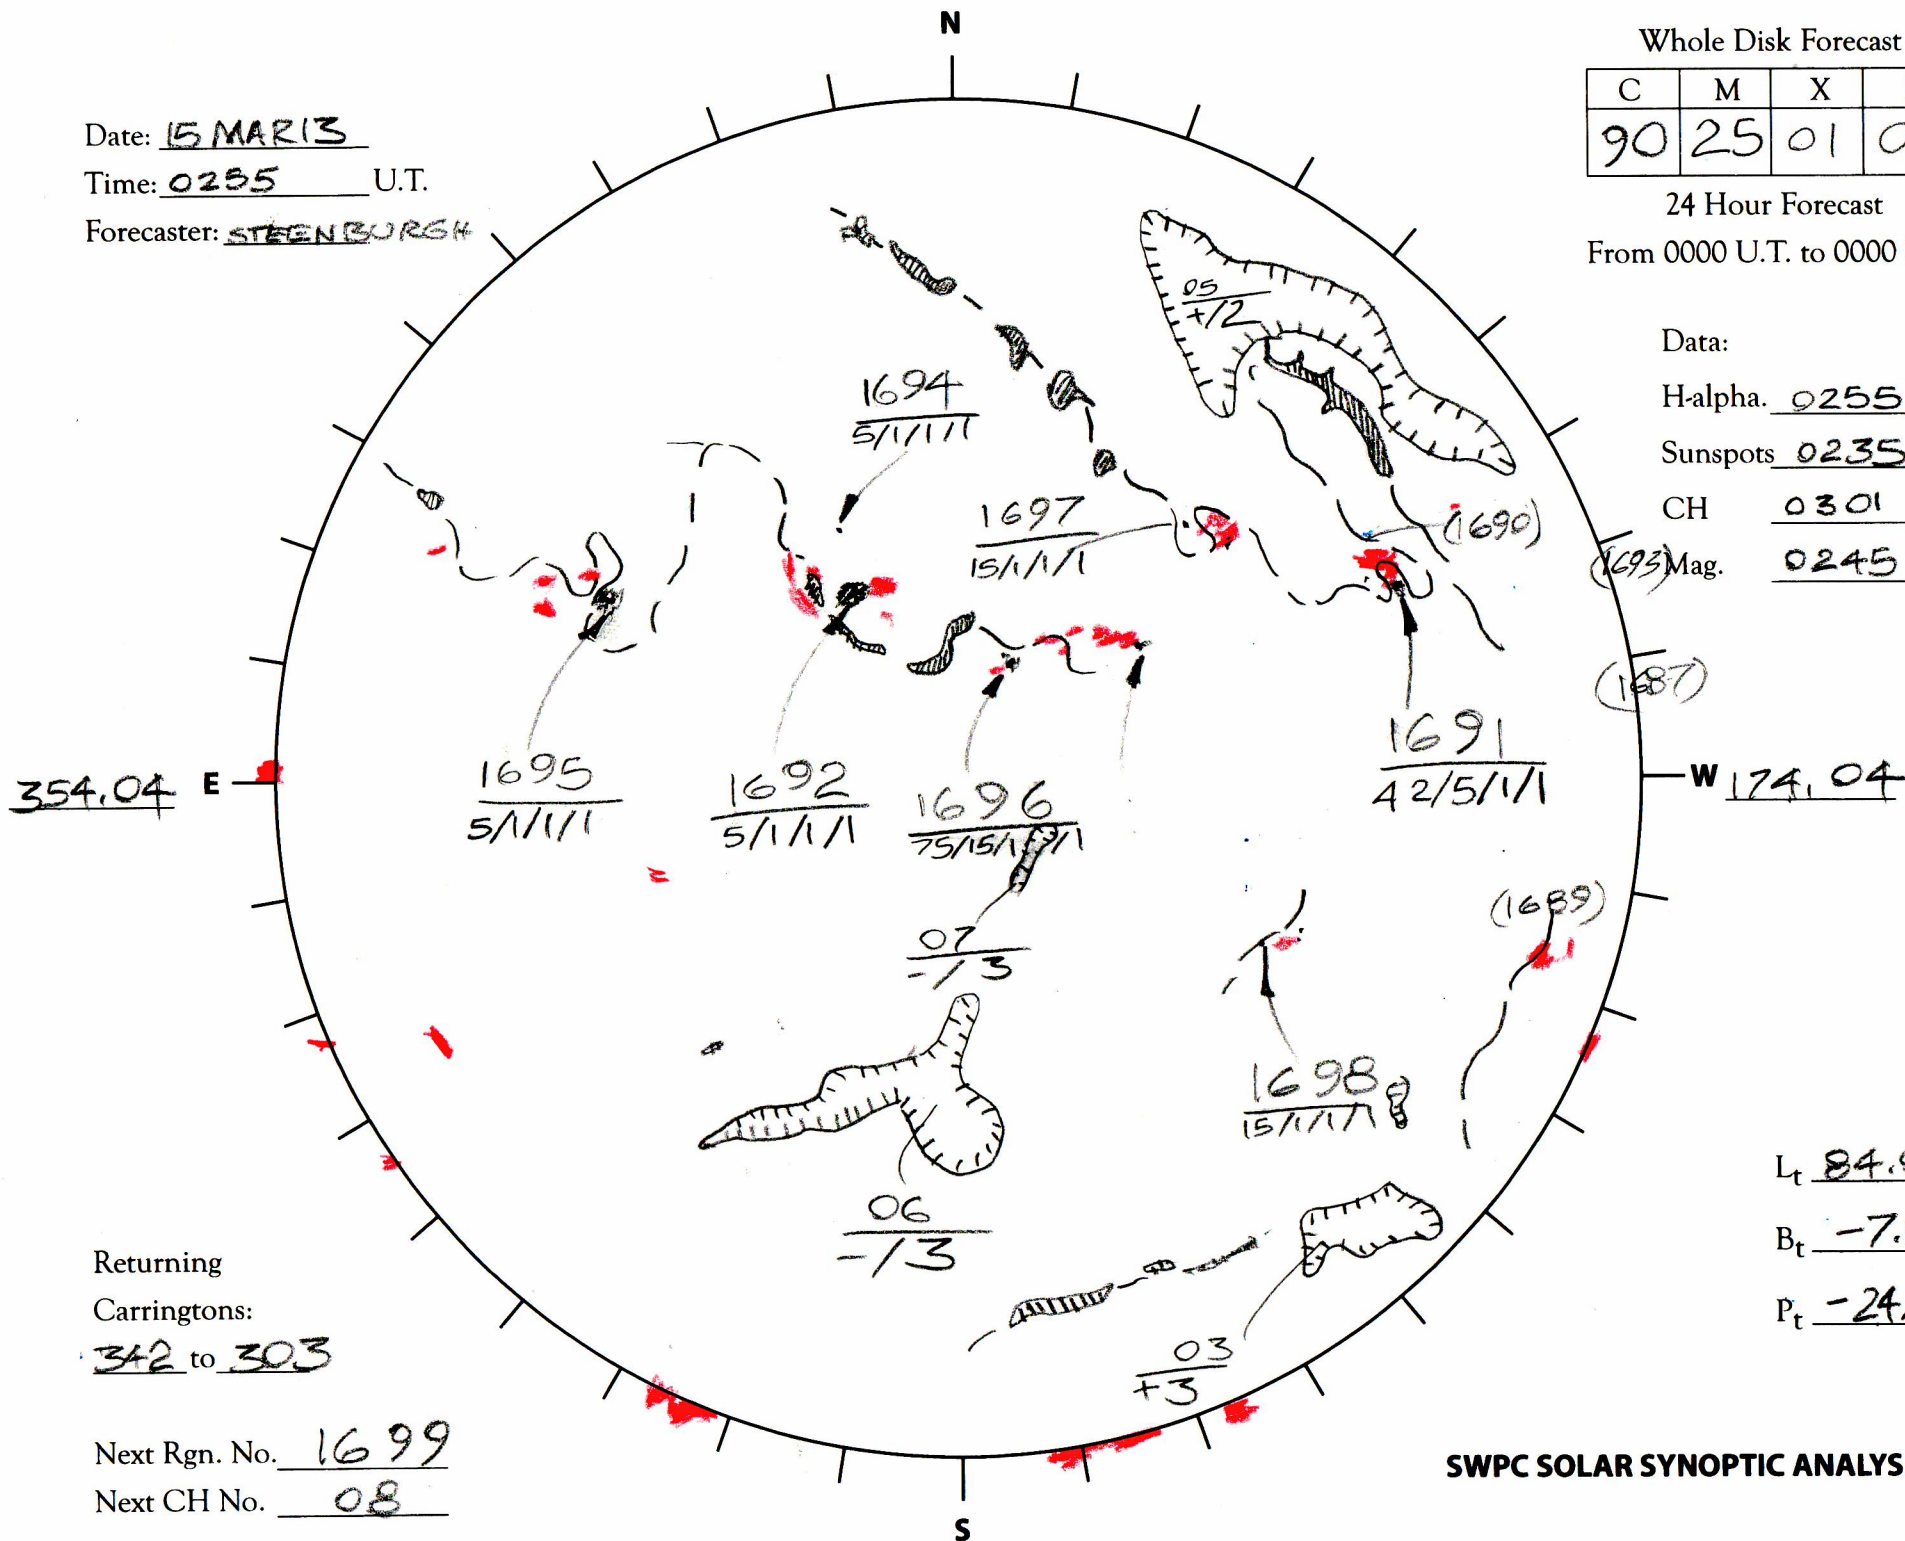 N
Whole Disk Forecast
C M X
90 25 01 0
24 Hour Forecast
From 0000 U.T. to 0000
Date: 15 MAR13
Time: 0255 U.T.
Forecaster: STEENBURGH
Data:
H-alpha. 0255
Sunspots 0235
CH 0301
Mag. 0245
05
+/2
1694
5/1/1/1
1697
15/1/1/1
(1690)
(1693)
(1687)
354.04 E
W 174.04
1695
5/1/1/1
1692
5/1/1/1
1696
75/15/1/1
1691
42/5/1/1
07
-/3
(1689)
1698
15/1/1/1
06
-/3
03
+3
Lt 84.
Bt -7.
Pt -24
Returning
Carringtons:
342 to 303
Next Rgn. No. 1699
Next CH No. 08
SWPC SOLAR SYNOPTIC ANALYS
S